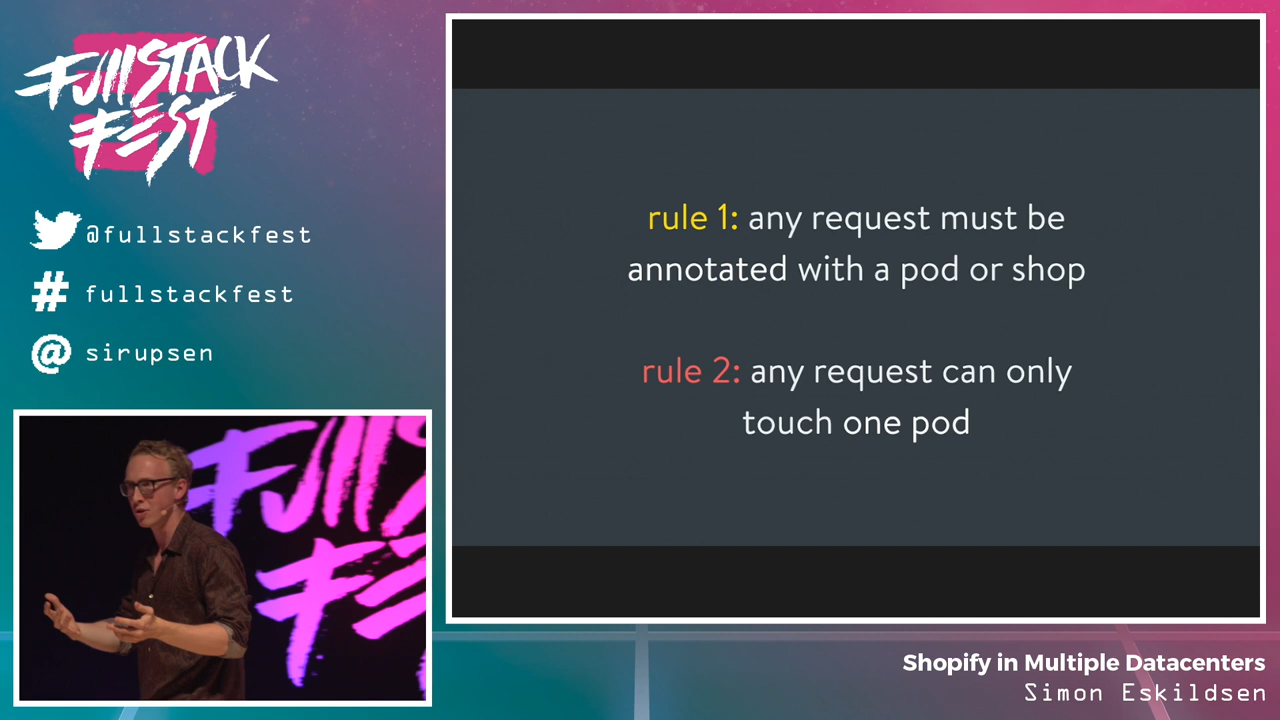 FullSTACK
FEST
@fullstackfest
# fullstackfest
@ sirupsen
rule 1: any request must be
annotated with a pod or shop
rule 2: any request can only
touch one pod
Shopify in Multiple Datacenters
Simon Eskildsen